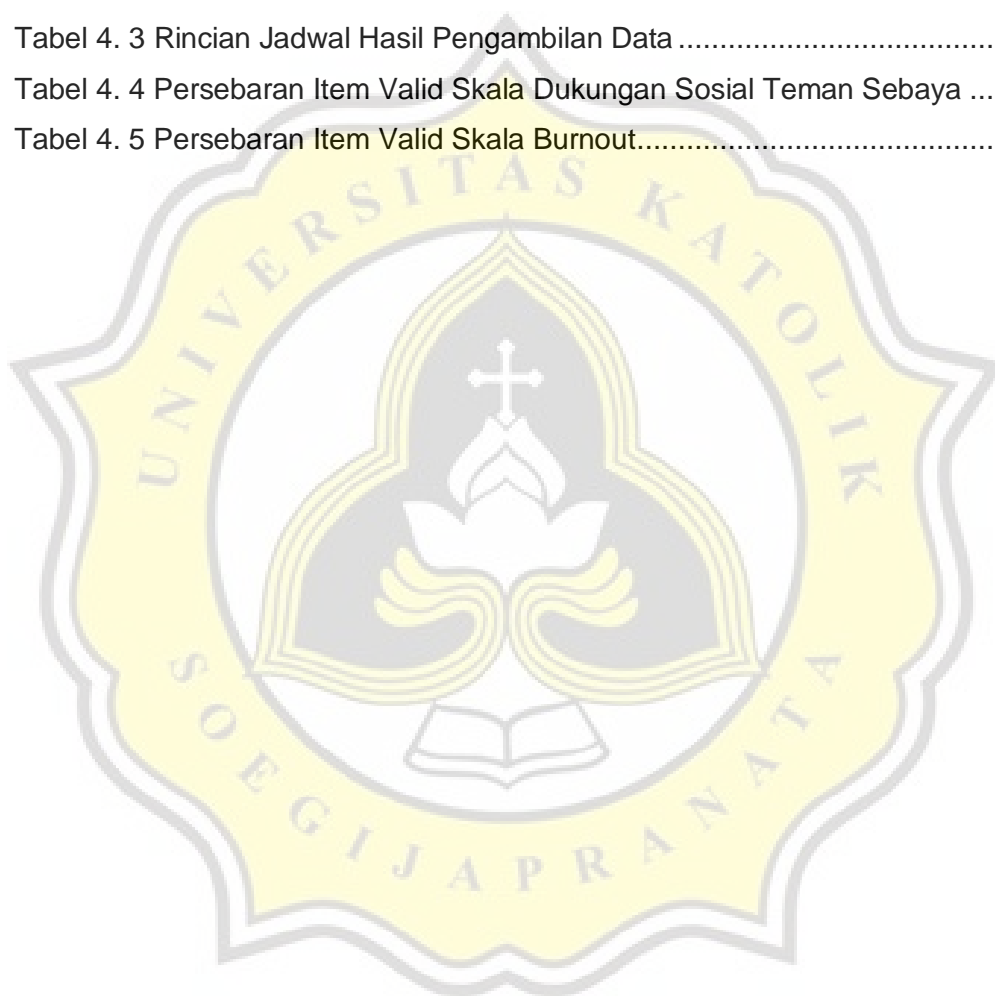 Tabel 4. 3 Rincian Jadwal Hasil Pengambilan Data ......................................
Tabel 4. 4 Persebaran Item Valid Skala Dukungan Sosial Teman Sebaya ...
Tabel 4. 5 Persebaran Item Valid Skala Burnout...........................................
UNIVERSITAS KATOLIK
SOEGIJAPRANATA